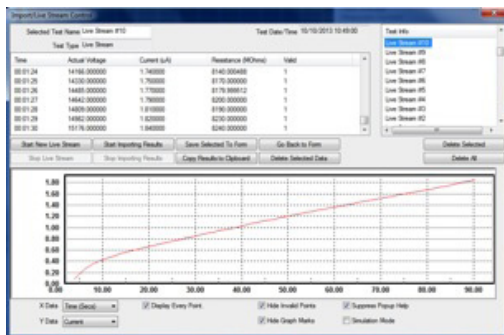 Import/Live Stream Control
Selected Test Name Live Stream #10
Test Date/Time 10/10/2013 10:49:00
Test Type Live Stream
Time Actual Voltage Current (uA) Resistance (MOhms) Valid
00:01:24 14166.000000 1.740000 8140.000488 1
00:01:25 14330.000000 1.750000 8170.000000 1
00:01:26 14485.000000 1.770000 8179.999512 1
00:01:27 14642.000000 1.790000 8200.000000 1
00:01:28 14809.000000 1.810000 8190.000000 1
00:01:29 14982.000000 1.820000 8230.000000 1
00:01:30 15176.000000 1.840000 8240.000000 1
Test Info
Live Stream #10
Live Stream #9
Live Stream #8
Live Stream #7
Live Stream #6
Live Stream #5
Live Stream #4
Live Stream #3
Live Stream #2
Start New Live Stream Start Importing Results Save Selected To Form Go Back to Form Delete Selected
Stop Live Stream Stop Importing Results Copy Results to Clipboard Delete Selected Data Delete All
1.80
1.60
1.40
1.20
1.00
0.80
0.60
0.40
0.20
0.00
0.00 10.00 20.00 30.00 40.00 50.00 60.00 70.00 80.00 90.00
X Data Time (Secs) Display Every Point Hide Invalid Points Suppress Popup Help
Y Data Current Hide Graph Marks Simulation Mode